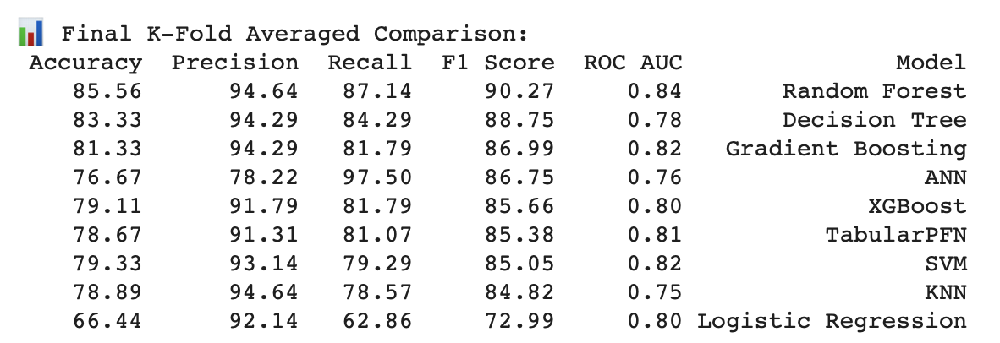 📊 Final K-Fold Averaged Comparison:
Accuracy Precision Recall F1 Score ROC AUC Model
85.56 94.64 87.14 90.27 0.84 Random Forest
83.33 94.29 84.29 88.75 0.78 Decision Tree
81.33 94.29 81.79 86.99 0.82 Gradient Boosting
76.67 78.22 97.50 86.75 0.76 ANN
79.11 91.79 81.79 85.66 0.80 XGBoost
78.67 91.31 81.07 85.38 0.81 TabularPFN
79.33 93.14 79.29 85.05 0.82 SVM
78.89 94.64 78.57 84.82 0.75 KNN
66.44 92.14 62.86 72.99 0.80 Logistic Regression